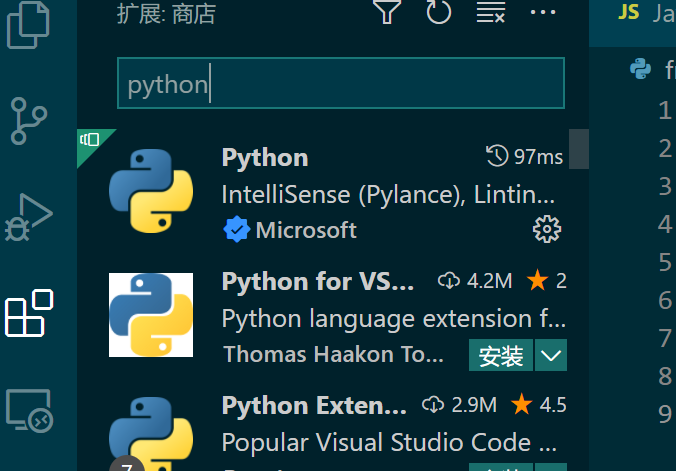 扩展: 商店
JS Ja
python
Python 97ms
IntelliSense (Pylance), Lintin...
Microsoft
Python for VS... 4.2M 2
Python language extension f...
Thomas Haakon To... 安装
Python Exten... 2.9M 4.5
Popular Visual Studio Code ...
7
1
2
3
4
5
6
7
8
9